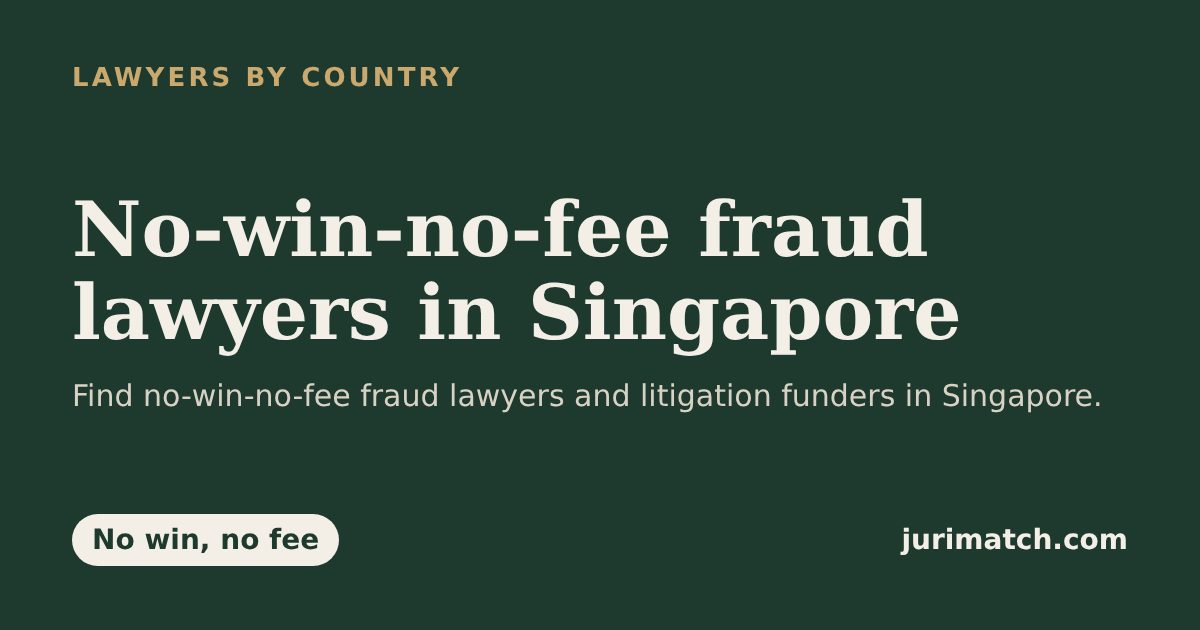 LAWYERS BY COUNTRY
No-win-no-fee fraud
lawyers in Singapore
Find no-win-no-fee fraud lawyers and litigation funders in Singapore.
No win, no fee
jurimatch.com